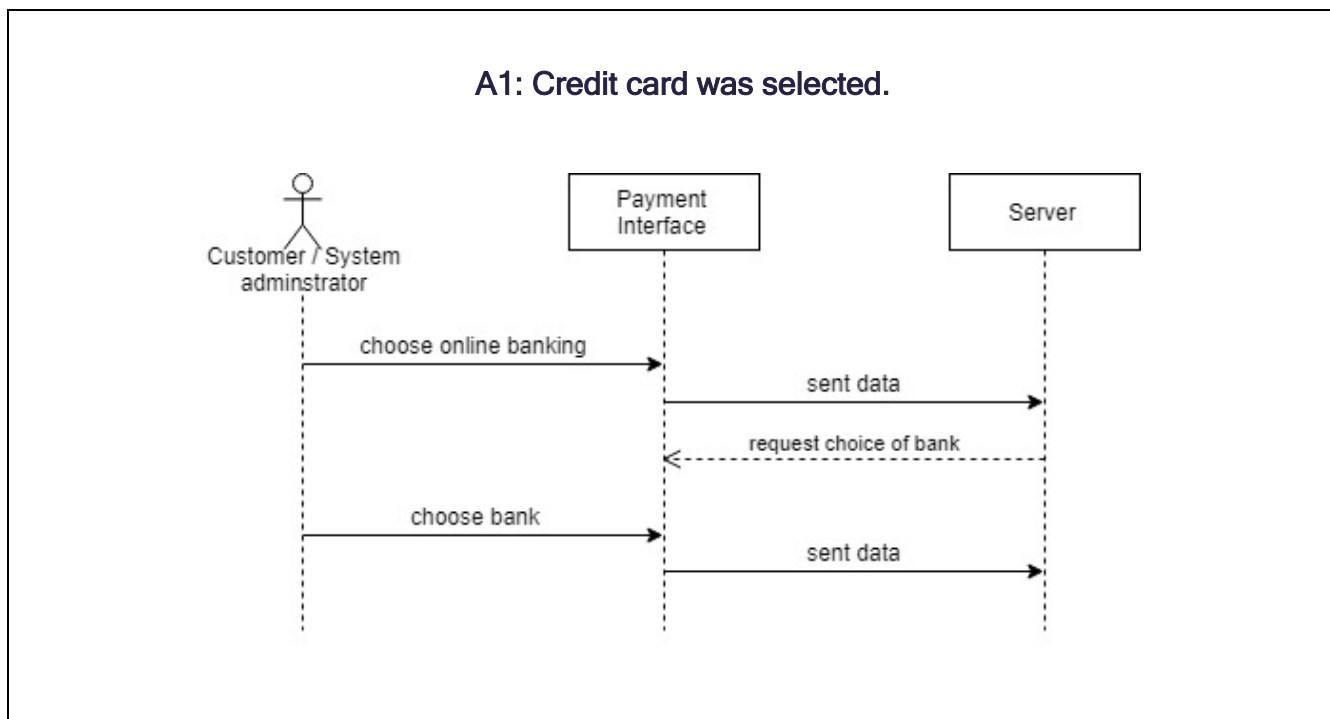 A1: Credit card was selected.
Payment
Interface
Server
Customer / System
adminstrator
choose online banking
sent data
request choice of bank
choose bank
sent data